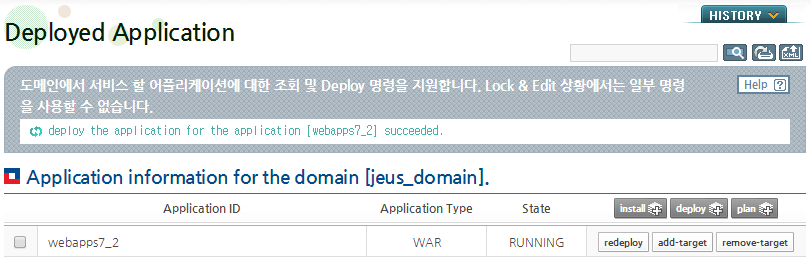 HISTORY
Deployed Application
XML
도메인에서 서비스 할 어플리케이션에 대한 조회 및 Deploy 명령을 지원합니다. Lock & Edit 상황에서는 일부 명령
을 사용할 수 없습니다.
Help ?
deploy the application for the application [webapps7_2] succeeded.
Application information for the domain [jeus_domain].
Application ID Application Type State install deploy plan
webapps7_2 WAR RUNNING redeploy add-target remove-target